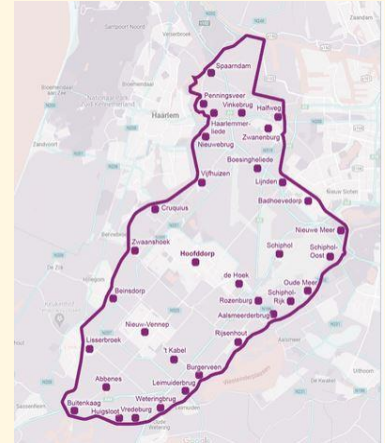 Spaarndam
Penningsveer
Vinkebrug
Halfweg
Haarlemmer-
liede
Haarlem
Zwanenburg
Nieuwebrug
Boesingheliede
Vijfhuizen
Lijnden
Badhoevedorp
Cruquius
Nieuwe Meer
Zwaanshoek
Hoofddorp
Schiphol
Schiphol-
Oost
de Hoek
Oude Meer
Beinsdorp
Rozenburg
Schiphol-
Rijk
Aalsmeerderbrug
Nieuw-Vennep
Lisserbroek
Rijsenhout
't Kabel
Burgerveen
Abbenes
Leimuiderbrug
Buitenkaag
Weteringbrug
Huigsloot
Vredeburg